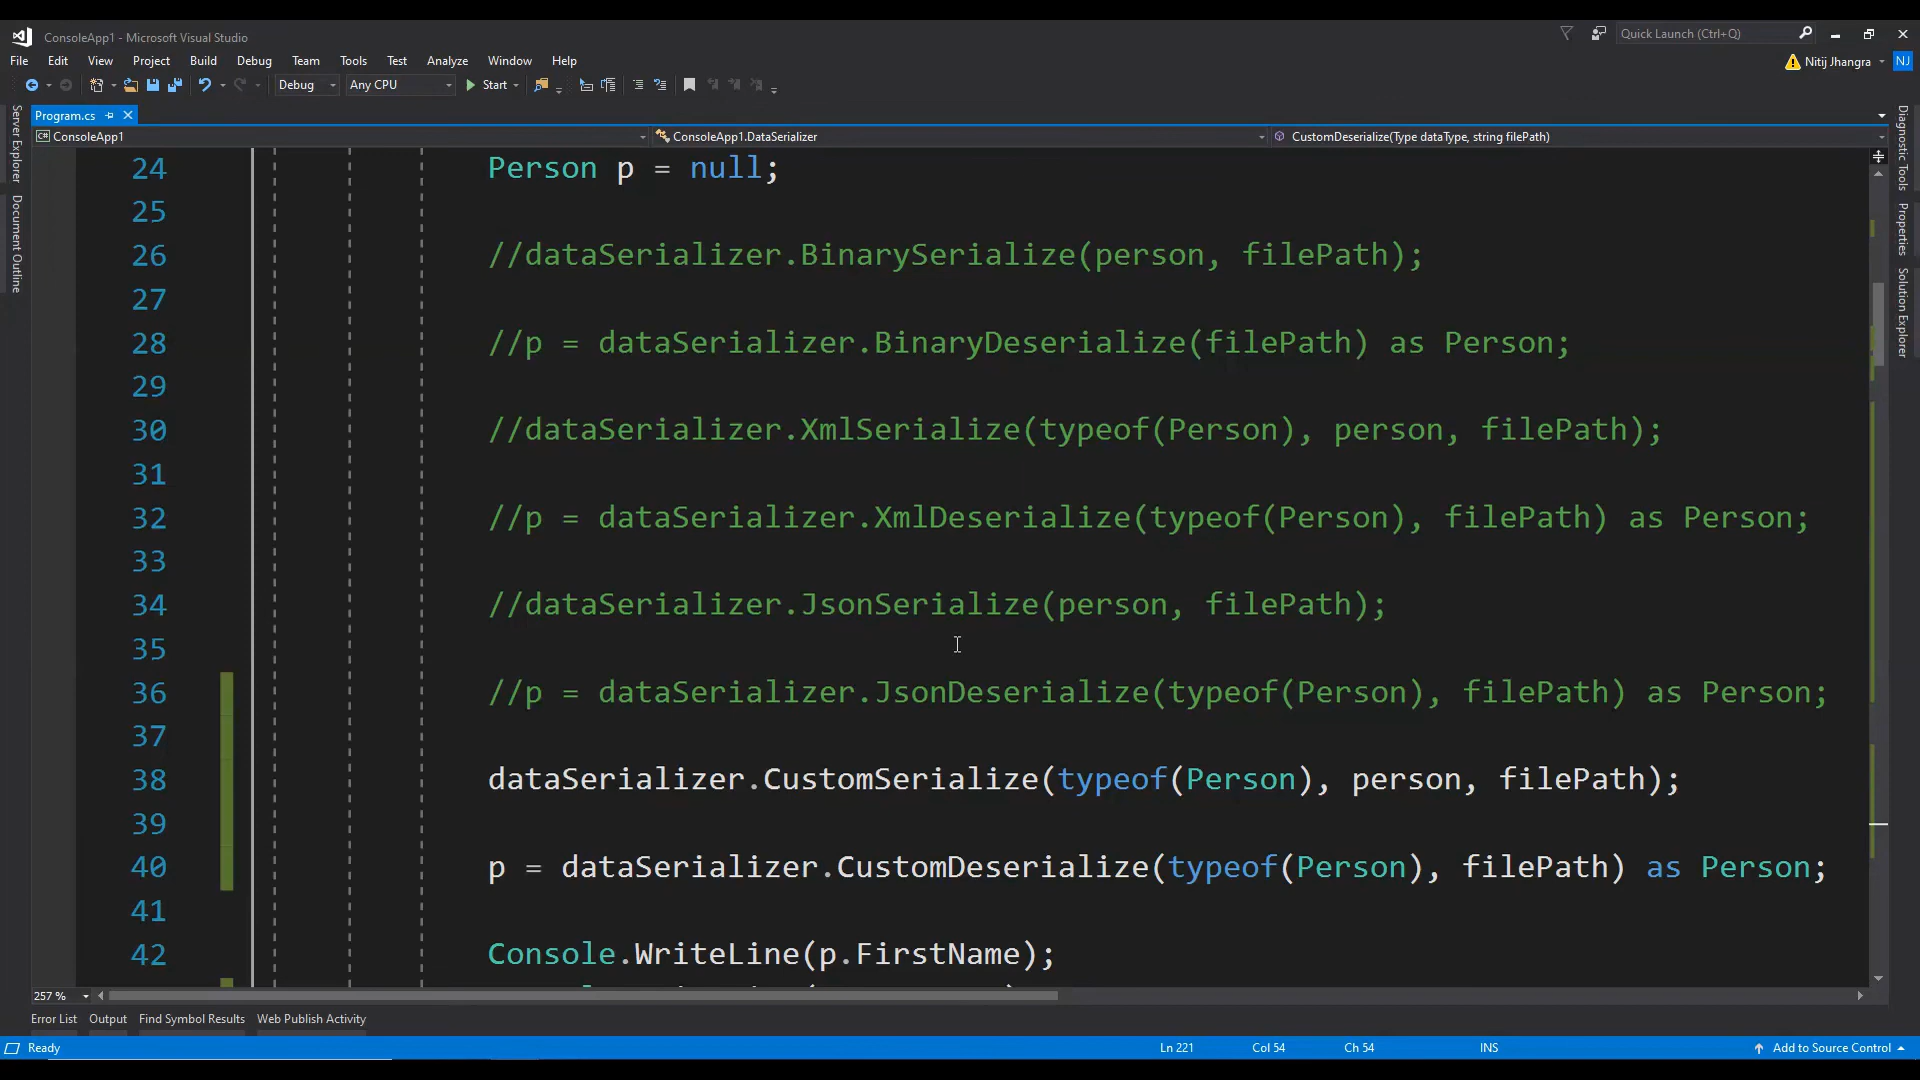 ConsoleApp1 - Microsoft Visual Studio
Quick Launch (Ctrl+Q)
File Edit View Project Build Debug Team Tools Test Analyze Window Help
Nitij Jhangra NJ
Debug Any CPU Start
Program.cs
ConsoleApp1 ConsoleApp1.DataSerializer CustomDeserialize(Type dataType, string filePath)
Server Explorer
Document Outline
Diagnostic Tools
Properties
Solution Explorer
24 Person p = null;
25
26 //dataSerializer.BinarySerialize(person, filePath);
27
28 //p = dataSerializer.BinaryDeserialize(filePath) as Person;
29
30 //dataSerializer.XmlSerialize(typeof(Person), person, filePath);
31
32 //p = dataSerializer.XmlDeserialize(typeof(Person), filePath) as Person;
33
34 //dataSerializer.JsonSerialize(person, filePath);
35
36 //p = dataSerializer.JsonDeserialize(typeof(Person), filePath) as Person;
37
38 dataSerializer.CustomSerialize(typeof(Person), person, filePath);
39
40 p = dataSerializer.CustomDeserialize(typeof(Person), filePath) as Person;
41
42 Console.WriteLine(p.FirstName);
257 %
Error List Output Find Symbol Results Web Publish Activity
Ready Ln 221 Col 54 Ch 54 INS Add to Source Control